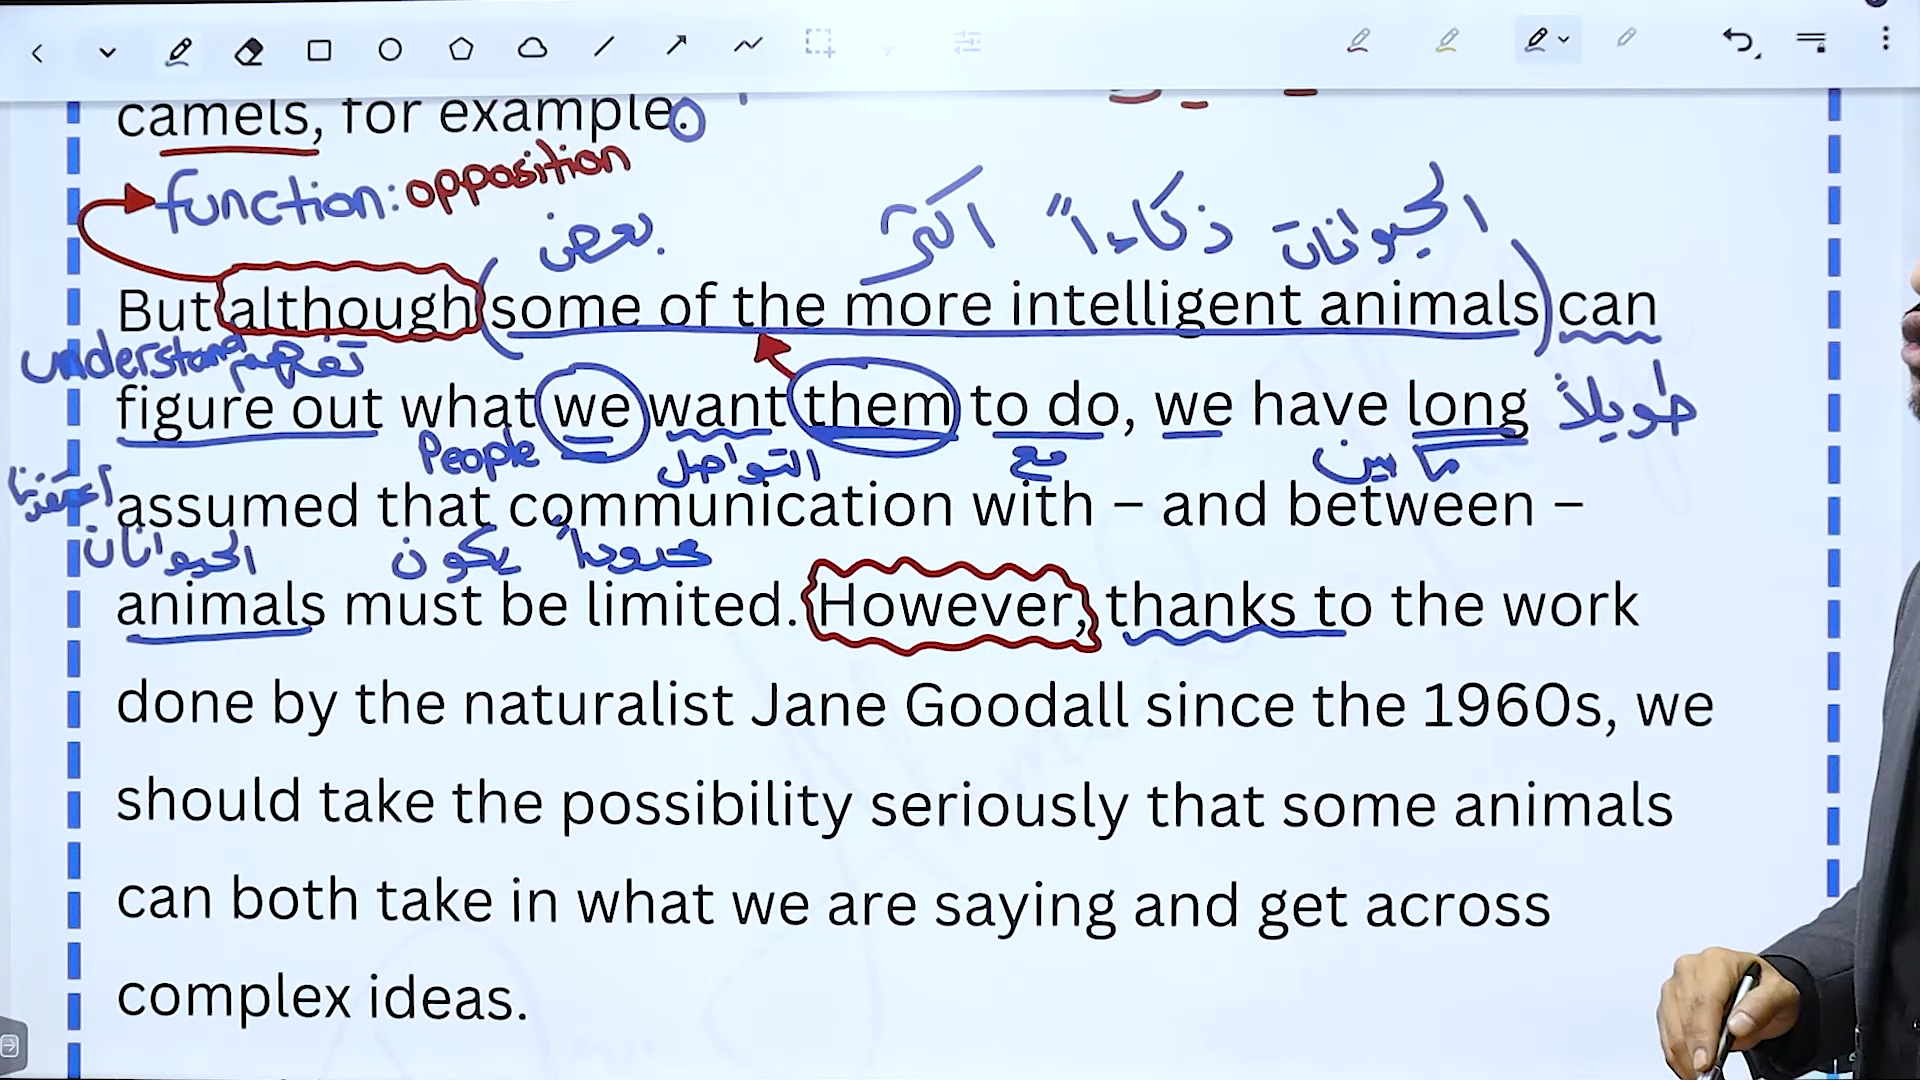 camels, for example.
function: opposition
بعض
الحيوانات ذكاءاً اكثر
But although (some of the more intelligent animals) can
understand تفهم
figure out what we want them to do, we have long طويلاً
People التواصل مع ما بين
assumed that communication with – and between –
الحيوانات يكون محدوداً
animals must be limited. However, thanks to the work
done by the naturalist Jane Goodall since the 1960s, we
should take the possibility seriously that some animals
can both take in what we are saying and get across
complex ideas.